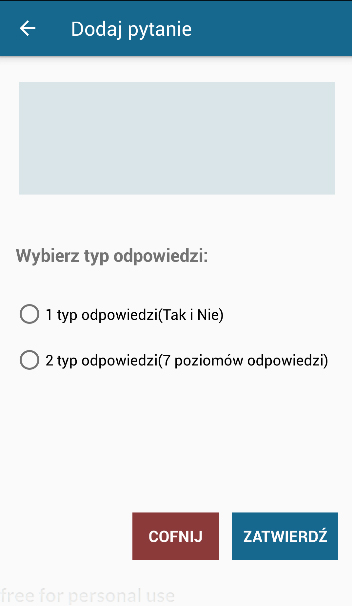 Dodaj pytanie
Wybierz typ odpowiedzi:
1 typ odpowiedzi(Tak i Nie)
2 typ odpowiedzi(7 poziomów odpowiedzi)
COFNIJ
ZATWIERDŹ
free for personal use